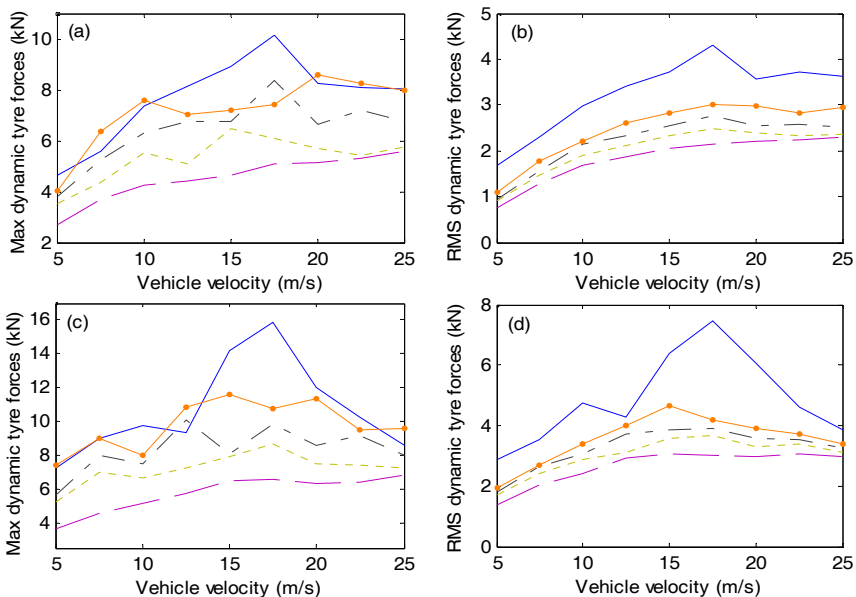 (a)
Max dynamic tyre forces (kN)
10
8
6
4
2
5 10 15 20 25
Vehicle velocity (m/s)
(b)
RMS dynamic tyre forces (kN)
5
4
3
2
1
0
5 10 15 20 25
Vehicle velocity (m/s)
(c)
Max dynamic tyre forces (kN)
16
14
12
10
8
6
4
5 10 15 20 25
Vehicle velocity (m/s)
(d)
RMS dynamic tyre forces (kN)
8
6
4
2
0
5 10 15 20 25
Vehicle velocity (m/s)